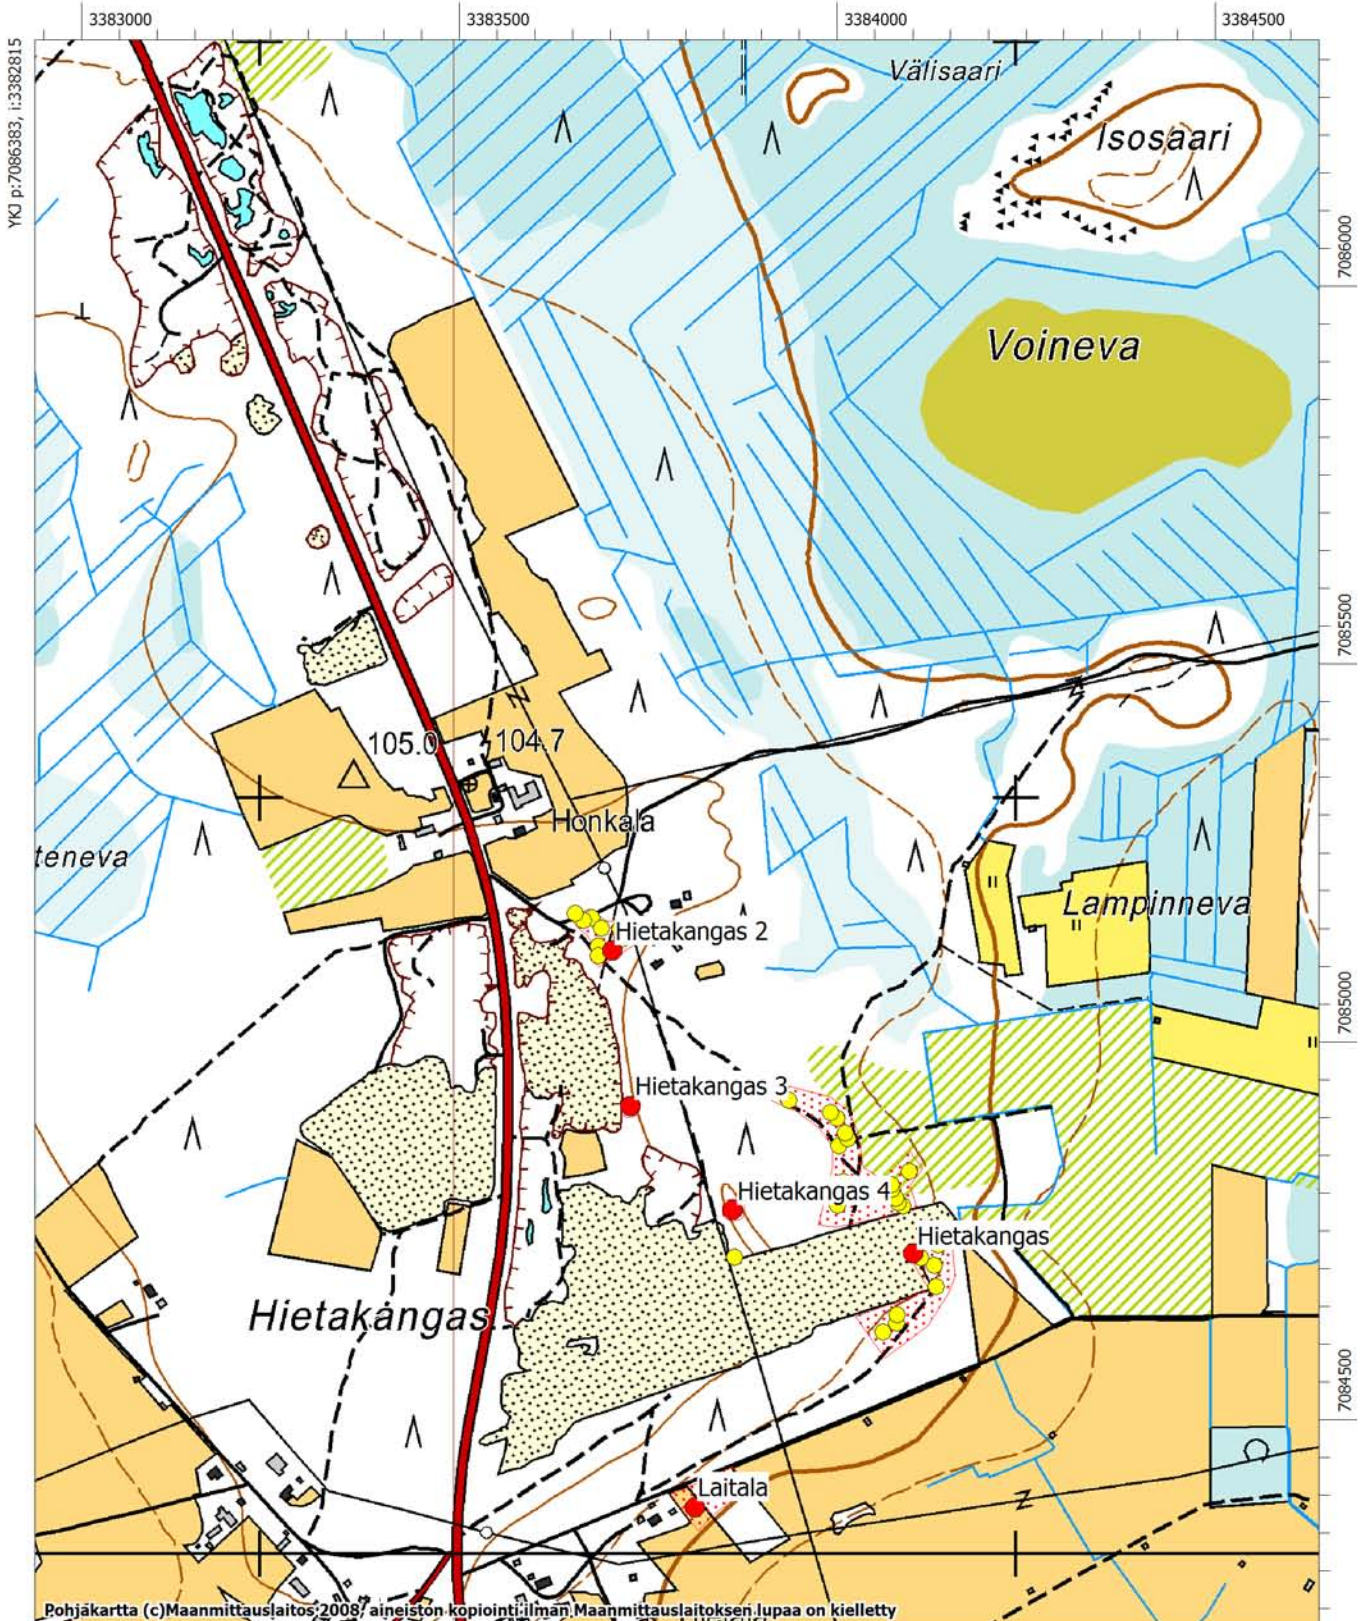 3383000
3383500
3384000
3384500
YKJ p:7086383, i:3382815
Välisaari
Isosaari
7086000
Voineva
7085500
105.0
104.7
Honkala
teneva
Lampinneva
Hietakangas 2
7085000
Hietakangas 3
Hietakangas 4
Hietakangas
Hietakangas
7084500
Laitala
Pohjakartta (c)Maanmittauslaitos 2008, aineiston kopiointi ilman Maanmittauslaitoksen lupaa on kielletty